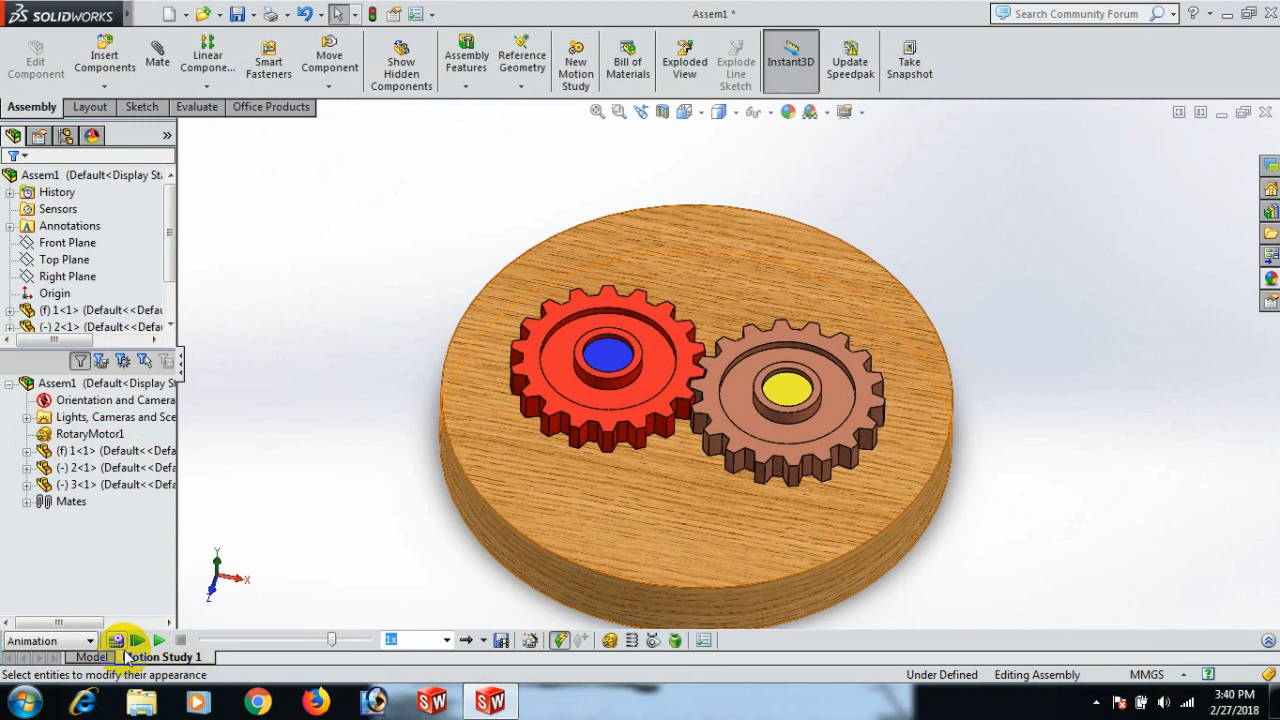 SOLIDWORKS
Assem1 *
Search Community Forum
Edit Component
Insert Components
Mate
Linear Compone...
Smart Fasteners
Move Component
Show Hidden Components
Assembly Features
Reference Geometry
New Motion Study
Bill of Materials
Exploded View
Explode Line Sketch
Instant3D
Update Speedpak
Take Snapshot
Assembly
Layout
Sketch
Evaluate
Office Products
Assem1 (Default<Display Sta
History
Sensors
Annotations
Front Plane
Top Plane
Right Plane
Origin
(f) 1<1> (Default<<Defa
(-) 2<1> (Default<<Defa
Assem1 (Default<Display St
Orientation and Camera
Lights, Cameras and Sce
RotaryMotor1
(f) 1<1> (Default<<Defa
(-) 2<1> (Default<<Defa
(-) 3<1> (Default<<Defa
Mates
Y
X
Z
Animation
1x
Model
otion Study 1
Select entities to modify their appearance
Under Defined
Editing Assembly
MMGS
3:40 PM
2/27/2018